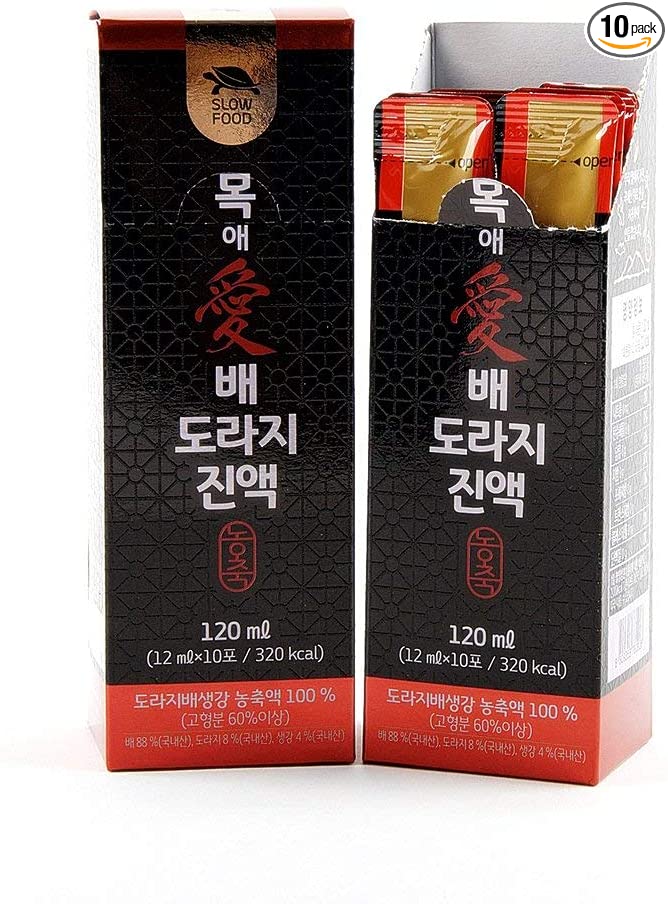 10 pack
SLOW
FOOD
목
애
愛
배
도라지
진액
농축
120 ml
(12 ml×10포 / 320 kcal)
도라지배생강 농축액 100 %
(고형분 60%이상)
배 88 %(국내산), 도라지 8 %(국내산), 생강 4 %(국내산)
open
open
목
애
愛
배
도라지
진액
농축
120 ml
(12 ml×10포 / 320 kcal)
도라지배생강 농축액 100 %
(고형분 60%이상)
배 88 %(국내산), 도라지 8 %(국내산), 생강 4 %(국내산)
영양정보